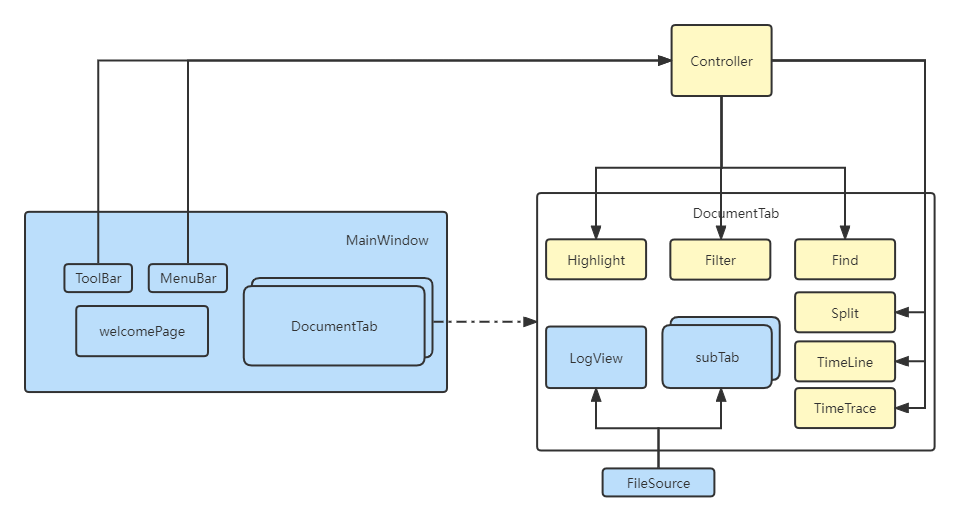 Controller
MainWindow
ToolBar
MenuBar
welcomePage
DocumentTab
DocumentTab
Highlight
Filter
Find
Split
LogView
subTab
TimeLine
TimeTrace
FileSource